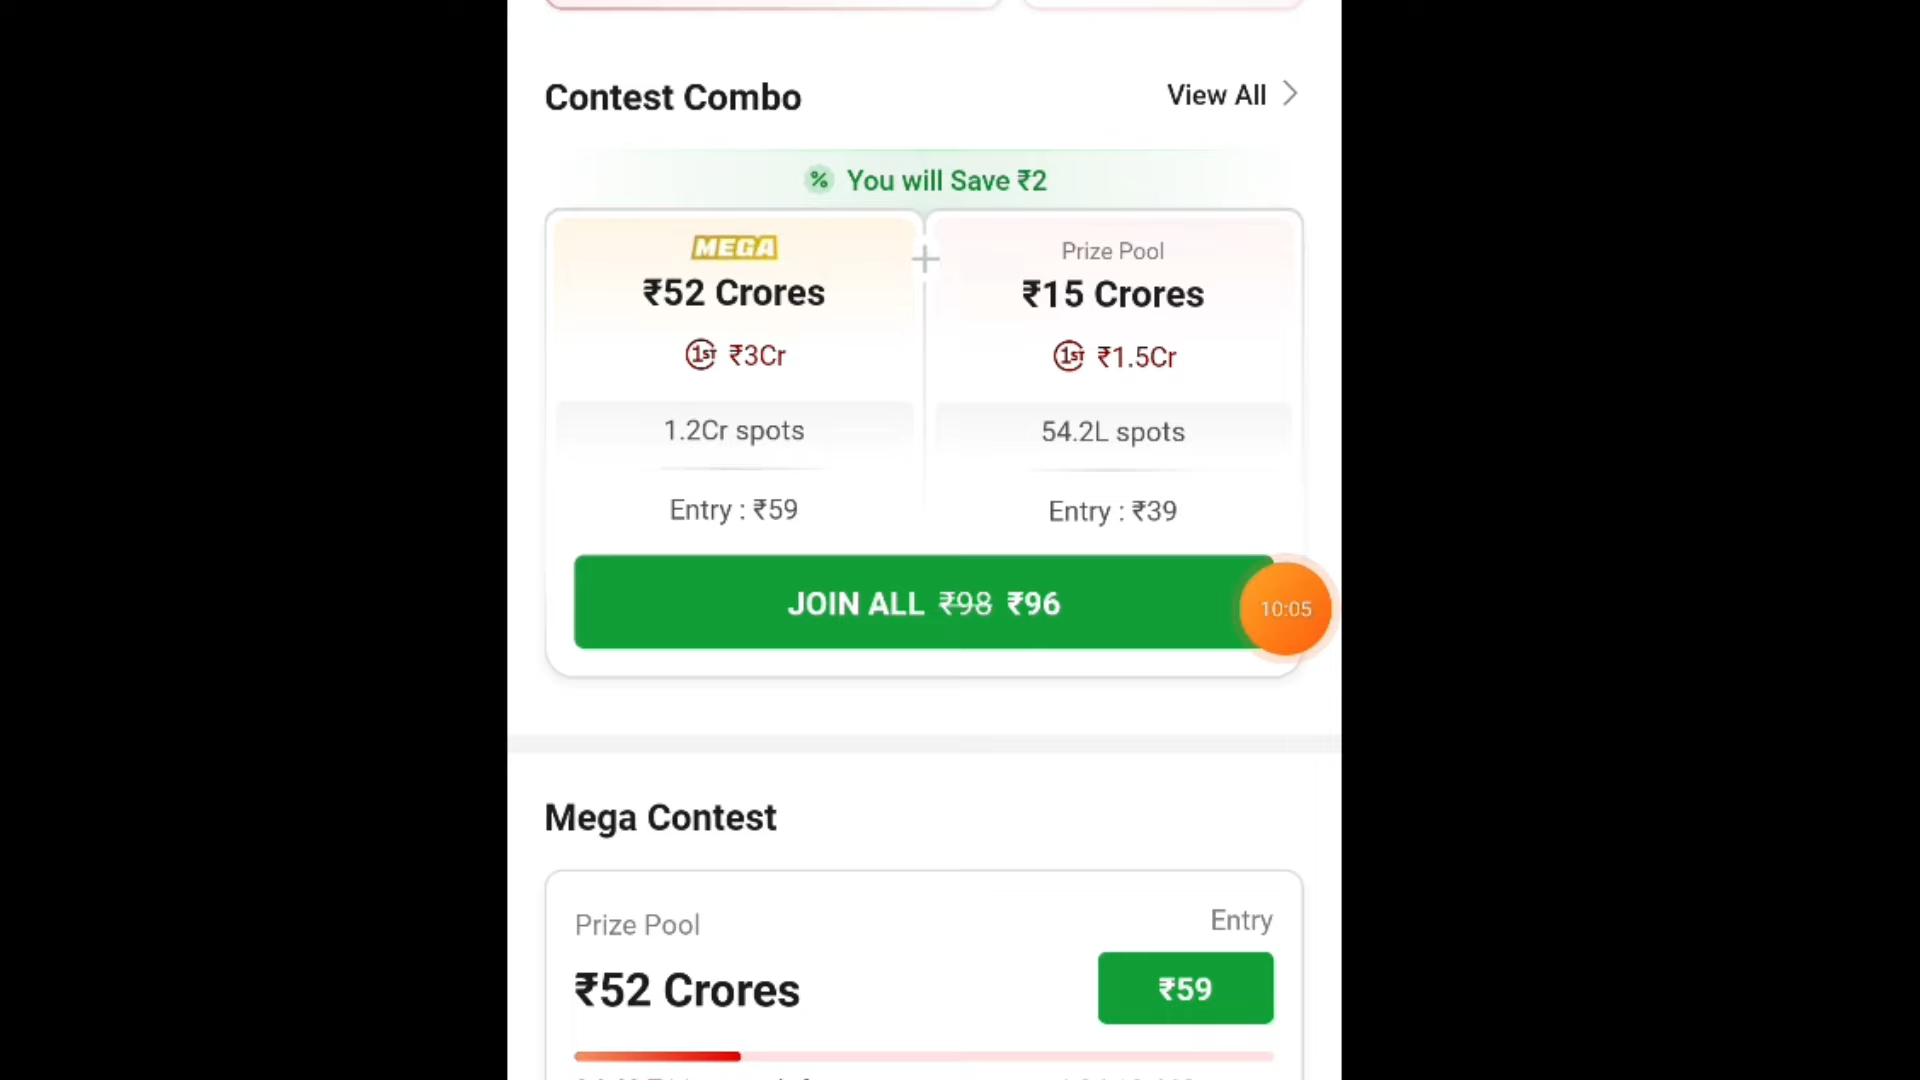 Contest Combo
View All
% You will Save ₹2
MEGA
₹52 Crores
1ST ₹3Cr
1.2Cr spots
Entry : ₹59
+
Prize Pool
₹15 Crores
1ST ₹1.5Cr
54.2L spots
Entry : ₹39
JOIN ALL ₹98 ₹96
10:05
Mega Contest
Prize Pool
Entry
₹52 Crores
₹59